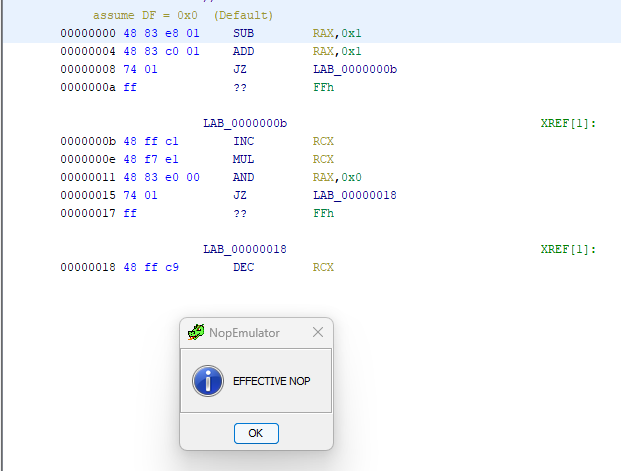 assume DF = 0x0 (Default)
00000000 48 83 e8 01 SUB RAX,0x1
00000004 48 83 c0 01 ADD RAX,0x1
00000008 74 01 JZ LAB_0000000b
0000000a ff ?? FFh
LAB_0000000b XREF[1]:
0000000b 48 ff c1 INC RCX
0000000e 48 f7 e1 MUL RCX
00000011 48 83 e0 00 AND RAX,0x0
00000015 74 01 JZ LAB_00000018
00000017 ff ?? FFh
LAB_00000018 XREF[1]:
00000018 48 ff c9 DEC RCX
NopEmulator
EFFECTIVE NOP
OK